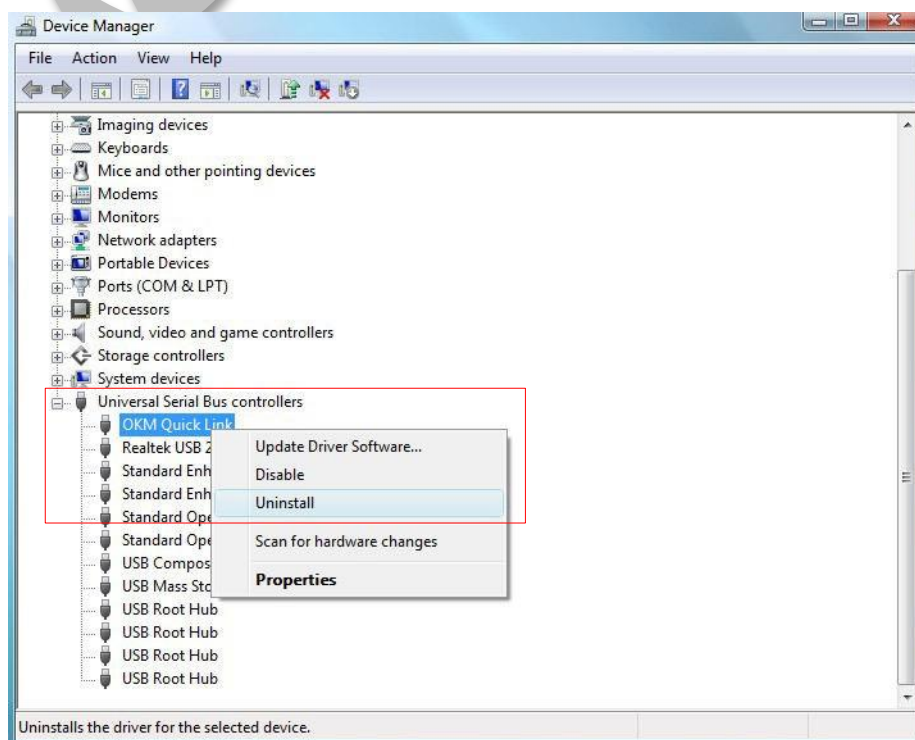 Device Manager
File Action View Help
Imaging devices
Keyboards
Mice and other pointing devices
Modems
Monitors
Network adapters
Portable Devices
Ports (COM & LPT)
Processors
Sound, video and game controllers
Storage controllers
System devices
Universal Serial Bus controllers
OKM Quick Link
Realtek USB 2
Standard Enh
Standard Enh
Standard Ope
Standard Ope
USB Compos
USB Mass Sto
USB Root Hub
USB Root Hub
USB Root Hub
USB Root Hub
Update Driver Software...
Disable
Uninstall
Scan for hardware changes
Properties
Uninstalls the driver for the selected device.